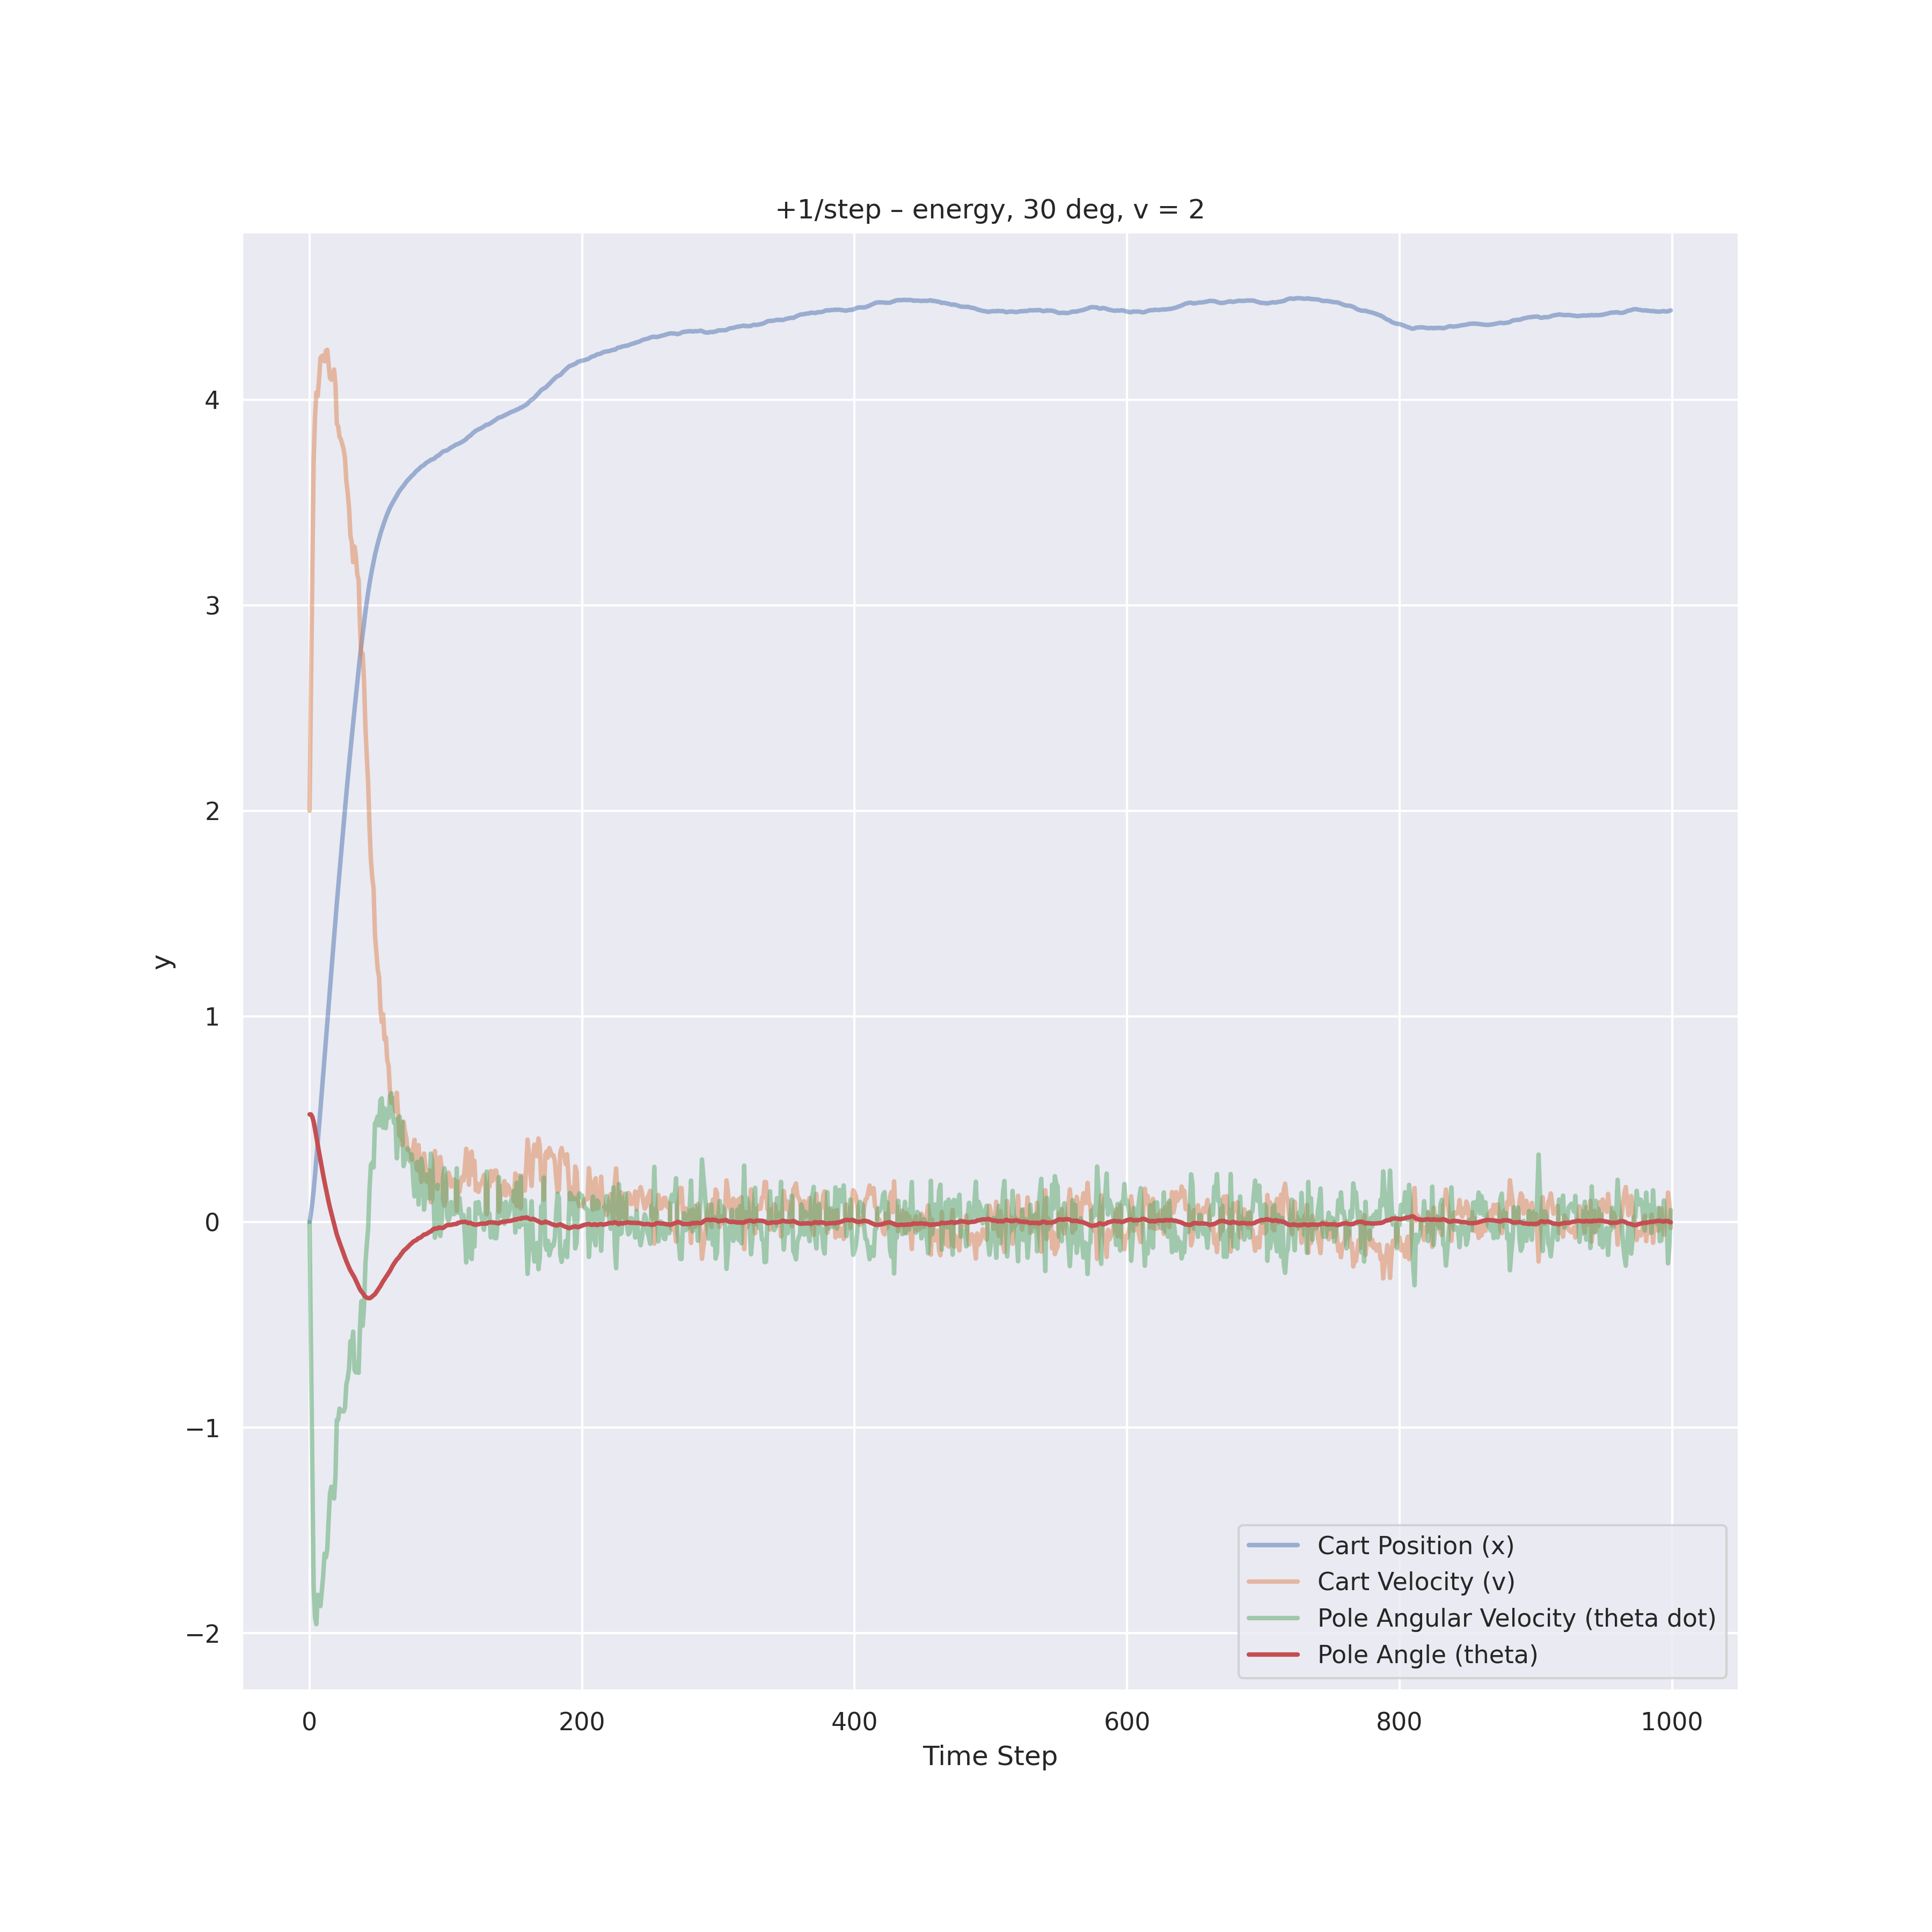 +1/step – energy, 30 deg, v = 2
y
4
3
2
1
0
−1
−2
0 200 400 600 800 1000
Time Step
Cart Position (x)
Cart Velocity (v)
Pole Angular Velocity (theta dot)
Pole Angle (theta)